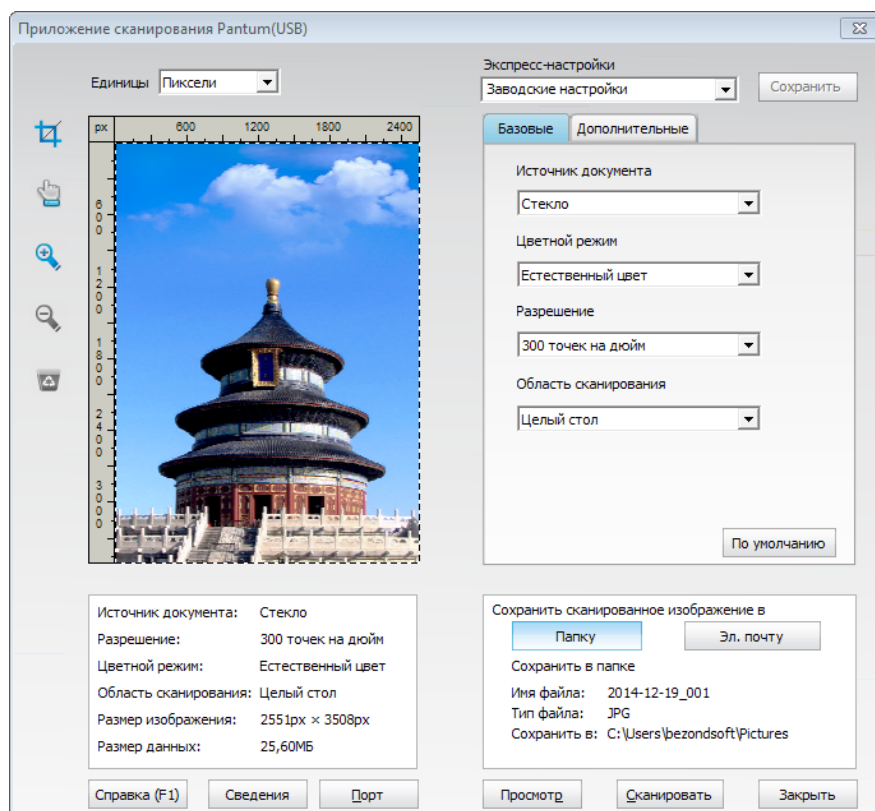 Приложение сканирования Pantum(USB)
Единицы Пиксели
px 600 1200 1800 2400
600
1200
1800
2400
3000
Экспресс-настройки
Заводские настройки
Сохранить
Базовые Дополнительные
Источник документа
Стекло
Цветной режим
Естественный цвет
Разрешение
300 точек на дюйм
Область сканирования
Целый стол
По умолчанию
Источник документа: Стекло
Разрешение: 300 точек на дюйм
Цветной режим: Естественный цвет
Область сканирования: Целый стол
Размер изображения: 2551px × 3508px
Размер данных: 25,60МБ
Сохранить сканированное изображение в
Папку Эл. почту
Сохранить в папке
Имя файла: 2014-12-19_001
Тип файла: JPG
Сохранить в: C:\Users\bezondsoft\Pictures
Справка (F1) Сведения Порт
Просмотр Сканировать Закрыть